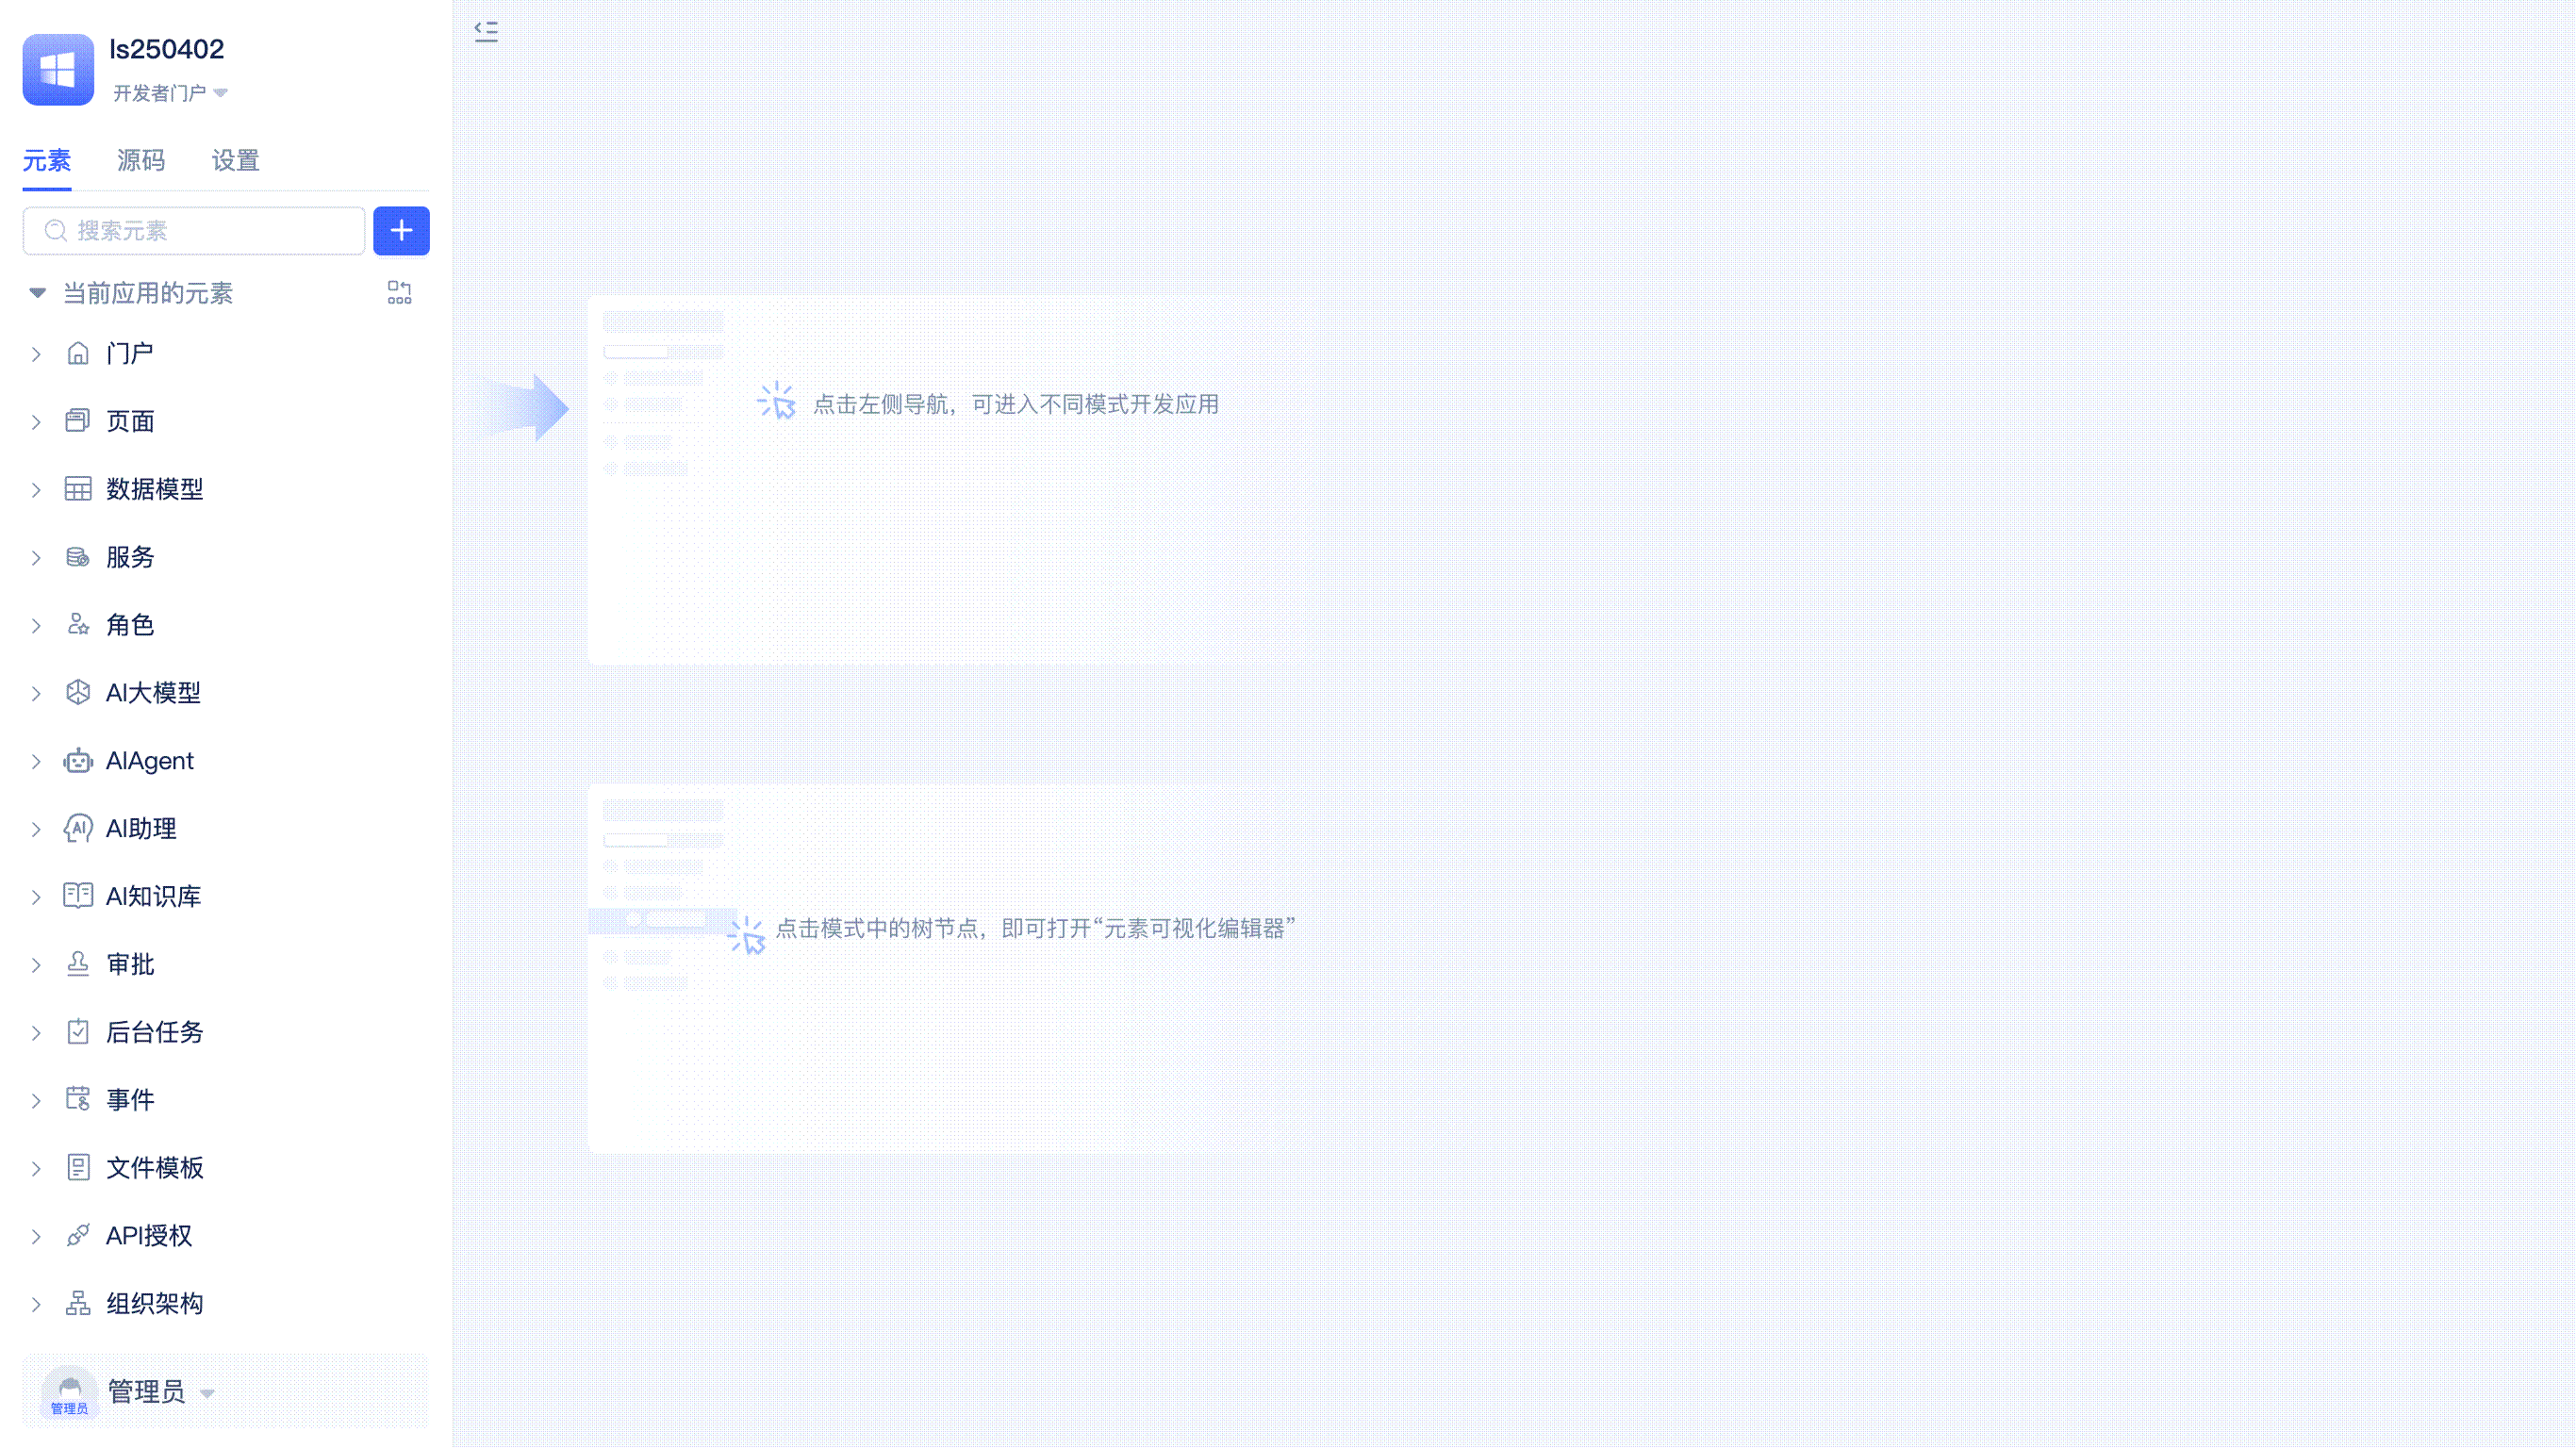 ls250402
开发者门户
元素 源码 设置
搜索元素
当前应用的元素
门户
页面
数据模型
服务
角色
AI大模型
AIAgent
AI助理
AI知识库
审批
后台任务
事件
文件模板
API授权
组织架构
管理员
管理员
点击左侧导航，可进入不同模式开发应用
点击模式中的树节点，即可打开“元素可视化编辑器”